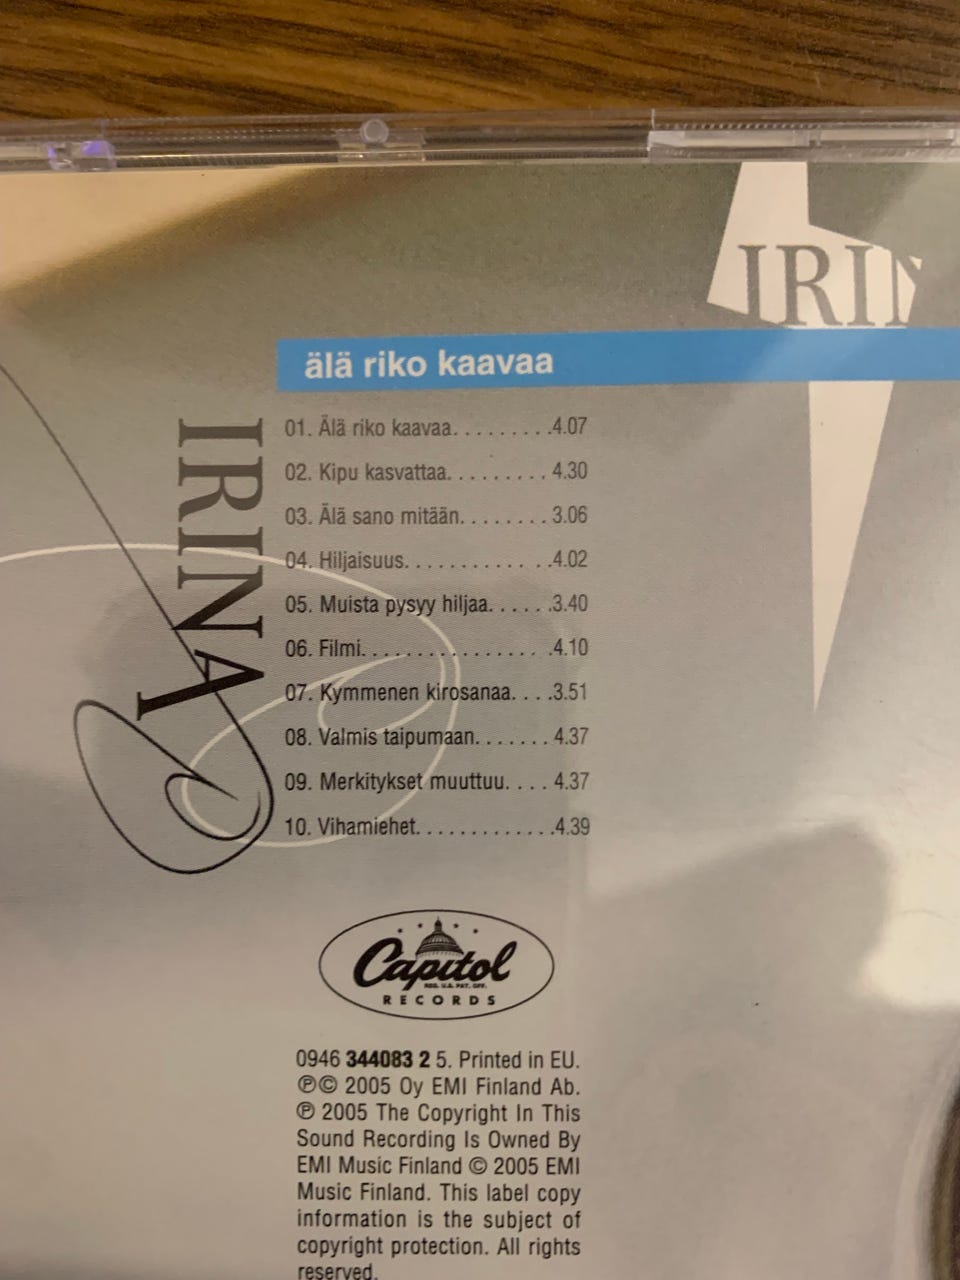 IRIN
älä riko kaavaa
IRINA
01. Älä riko kaavaa. . . . . . . . .4.07
02. Kipu kasvattaa. . . . . . . . . 4.30
03. Älä sano mitään. . . . . . . . 3.06
04. Hiljaisuus. . . . . . . . . . . . .4.02
05. Muista pysyy hiljaa. . . . . .3.40
06. Filmi. . . . . . . . . . . . . . . . .4.10
07. Kymmenen kirosanaa. . . .3.51
08. Valmis taipumaan. . . . . . . 4.37
09. Merkitykset muuttuu. . . . 4.37
10. Vihamiehet. . . . . . . . . . . .4.39
Capitol
REG. U.S. PAT. OFF.
RECORDS
0946 344083 2 5. Printed in EU.
℗© 2005 Oy EMI Finland Ab.
℗ 2005 The Copyright In This
Sound Recording Is Owned By
EMI Music Finland © 2005 EMI
Music Finland. This label copy
information is the subject of
copyright protection. All rights
reserved.